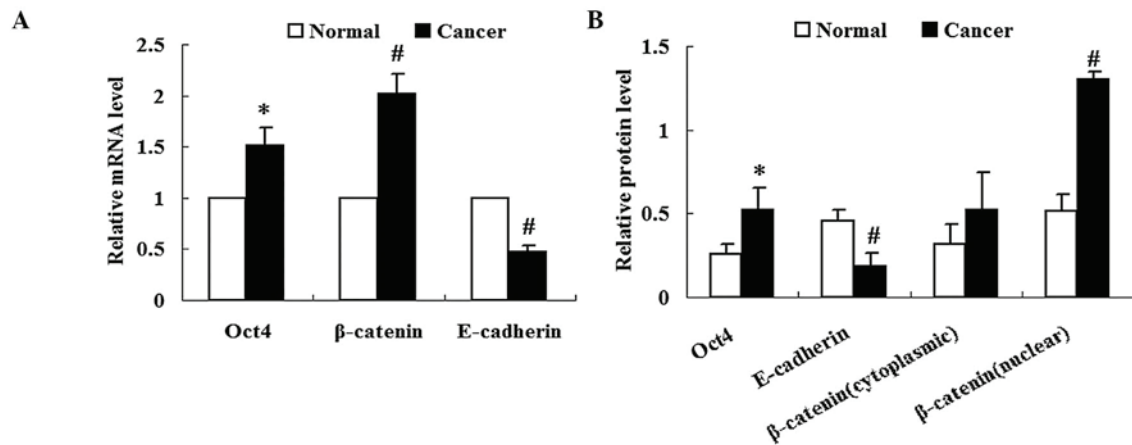 A
Normal Cancer
Relative mRNA level
2.5
2
1.5
1
0.5
0
*
#
#
Oct4 β-catenin E-cadherin
B
Normal Cancer
Relative protein level
1.5
1
0.5
0
*
#
#
Oct4
E-cadherin
β-catenin(cytoplasmic)
β-catenin(nuclear)